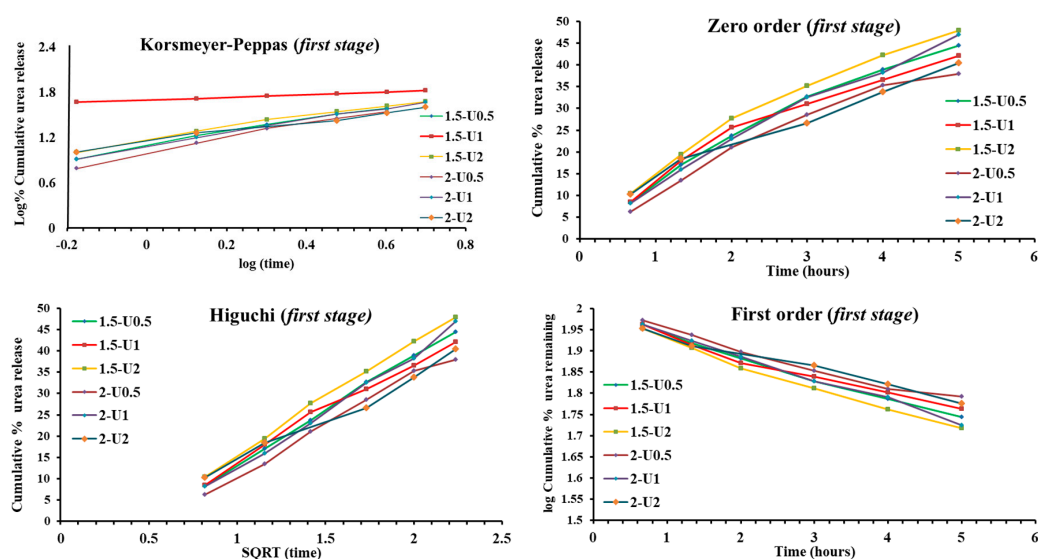 Korsmeyer-Peppas (first stage)
Log% Cumulative urea release
2.4
1.8
1.2
0.6
0
-0.2
0
0.2
0.4
0.6
0.8
log (time)
1.5-U0.5
1.5-U1
1.5-U2
2-U0.5
2-U1
2-U2
Zero order (first stage)
Cumulative % urea release
50
45
40
35
30
25
20
15
10
5
0
0
1
2
3
4
5
6
Time (hours)
1.5-U0.5
1.5-U1
1.5-U2
2-U0.5
2-U1
2-U2
Higuchi (first stage)
Cumulative % urea release
50
45
40
35
30
25
20
15
10
5
0
0
0.5
1
1.5
2
2.5
SQRT (time)
1.5-U0.5
1.5-U1
1.5-U2
2-U0.5
2-U1
2-U2
First order (first stage)
log Cumulative % urea remaining
2
1.95
1.9
1.85
1.8
1.75
1.7
1.65
1.6
1.55
1.5
0
1
2
3
4
5
6
Time (hours)
1.5-U0.5
1.5-U1
1.5-U2
2-U0.5
2-U1
2-U2